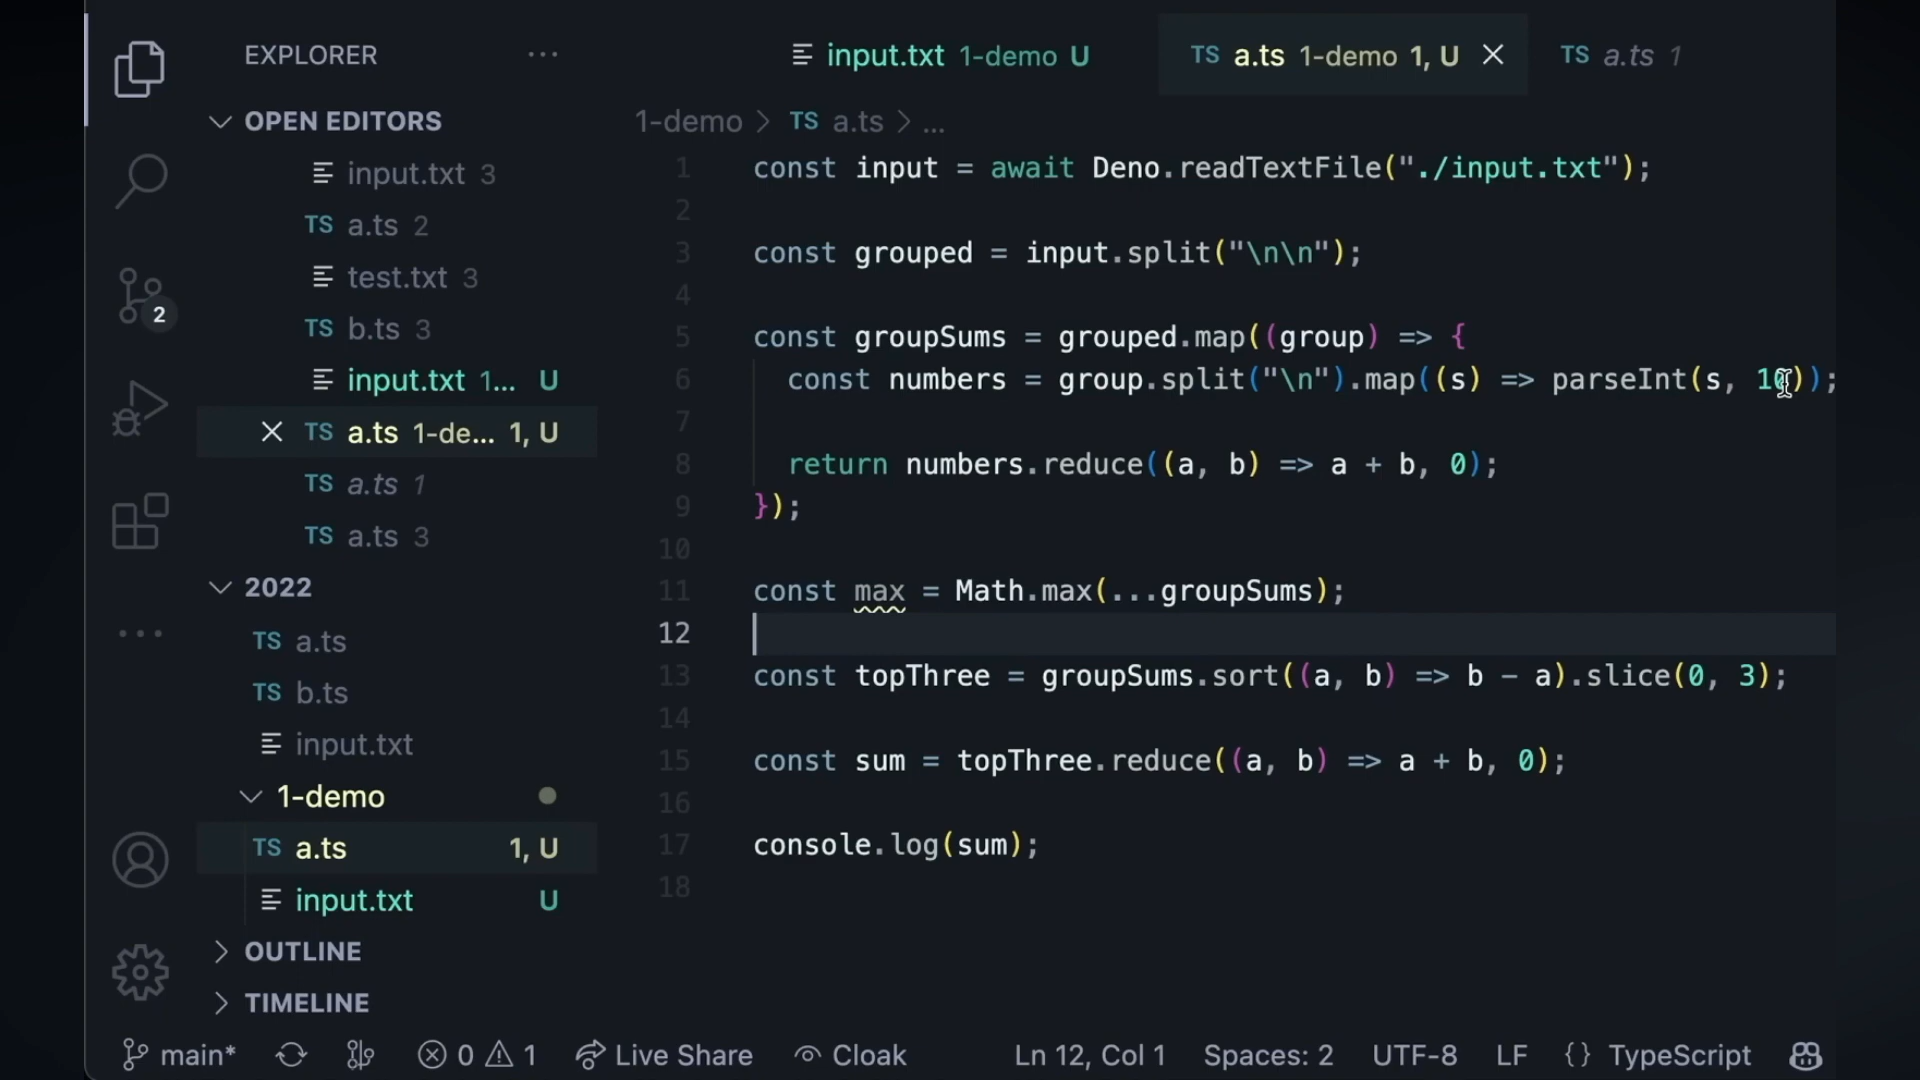 EXPLORER
OPEN EDITORS
input.txt 3
TS a.ts 2
test.txt 3
TS b.ts 3
input.txt 1... U
TS a.ts 1-de... 1, U
TS a.ts 1
TS a.ts 3
2022
TS a.ts
TS b.ts
input.txt
1-demo
TS a.ts 1, U
input.txt U
OUTLINE
TIMELINE
2
input.txt 1-demo U
TS a.ts 1-demo 1, U
TS a.ts 1
1-demo > TS a.ts > ...
1 const input = await Deno.readTextFile("./input.txt");
2
3 const grouped = input.split("\n\n");
4
5 const groupSums = grouped.map((group) => {
6 const numbers = group.split("\n").map((s) => parseInt(s, 10));
7
8 return numbers.reduce((a, b) => a + b, 0);
9 });
10
11 const max = Math.max(...groupSums);
12
13 const topThree = groupSums.sort((a, b) => b - a).slice(0, 3);
14
15 const sum = topThree.reduce((a, b) => a + b, 0);
16
17 console.log(sum);
18
main* 0 1 Live Share Cloak Ln 12, Col 1 Spaces: 2 UTF-8 LF {} TypeScript